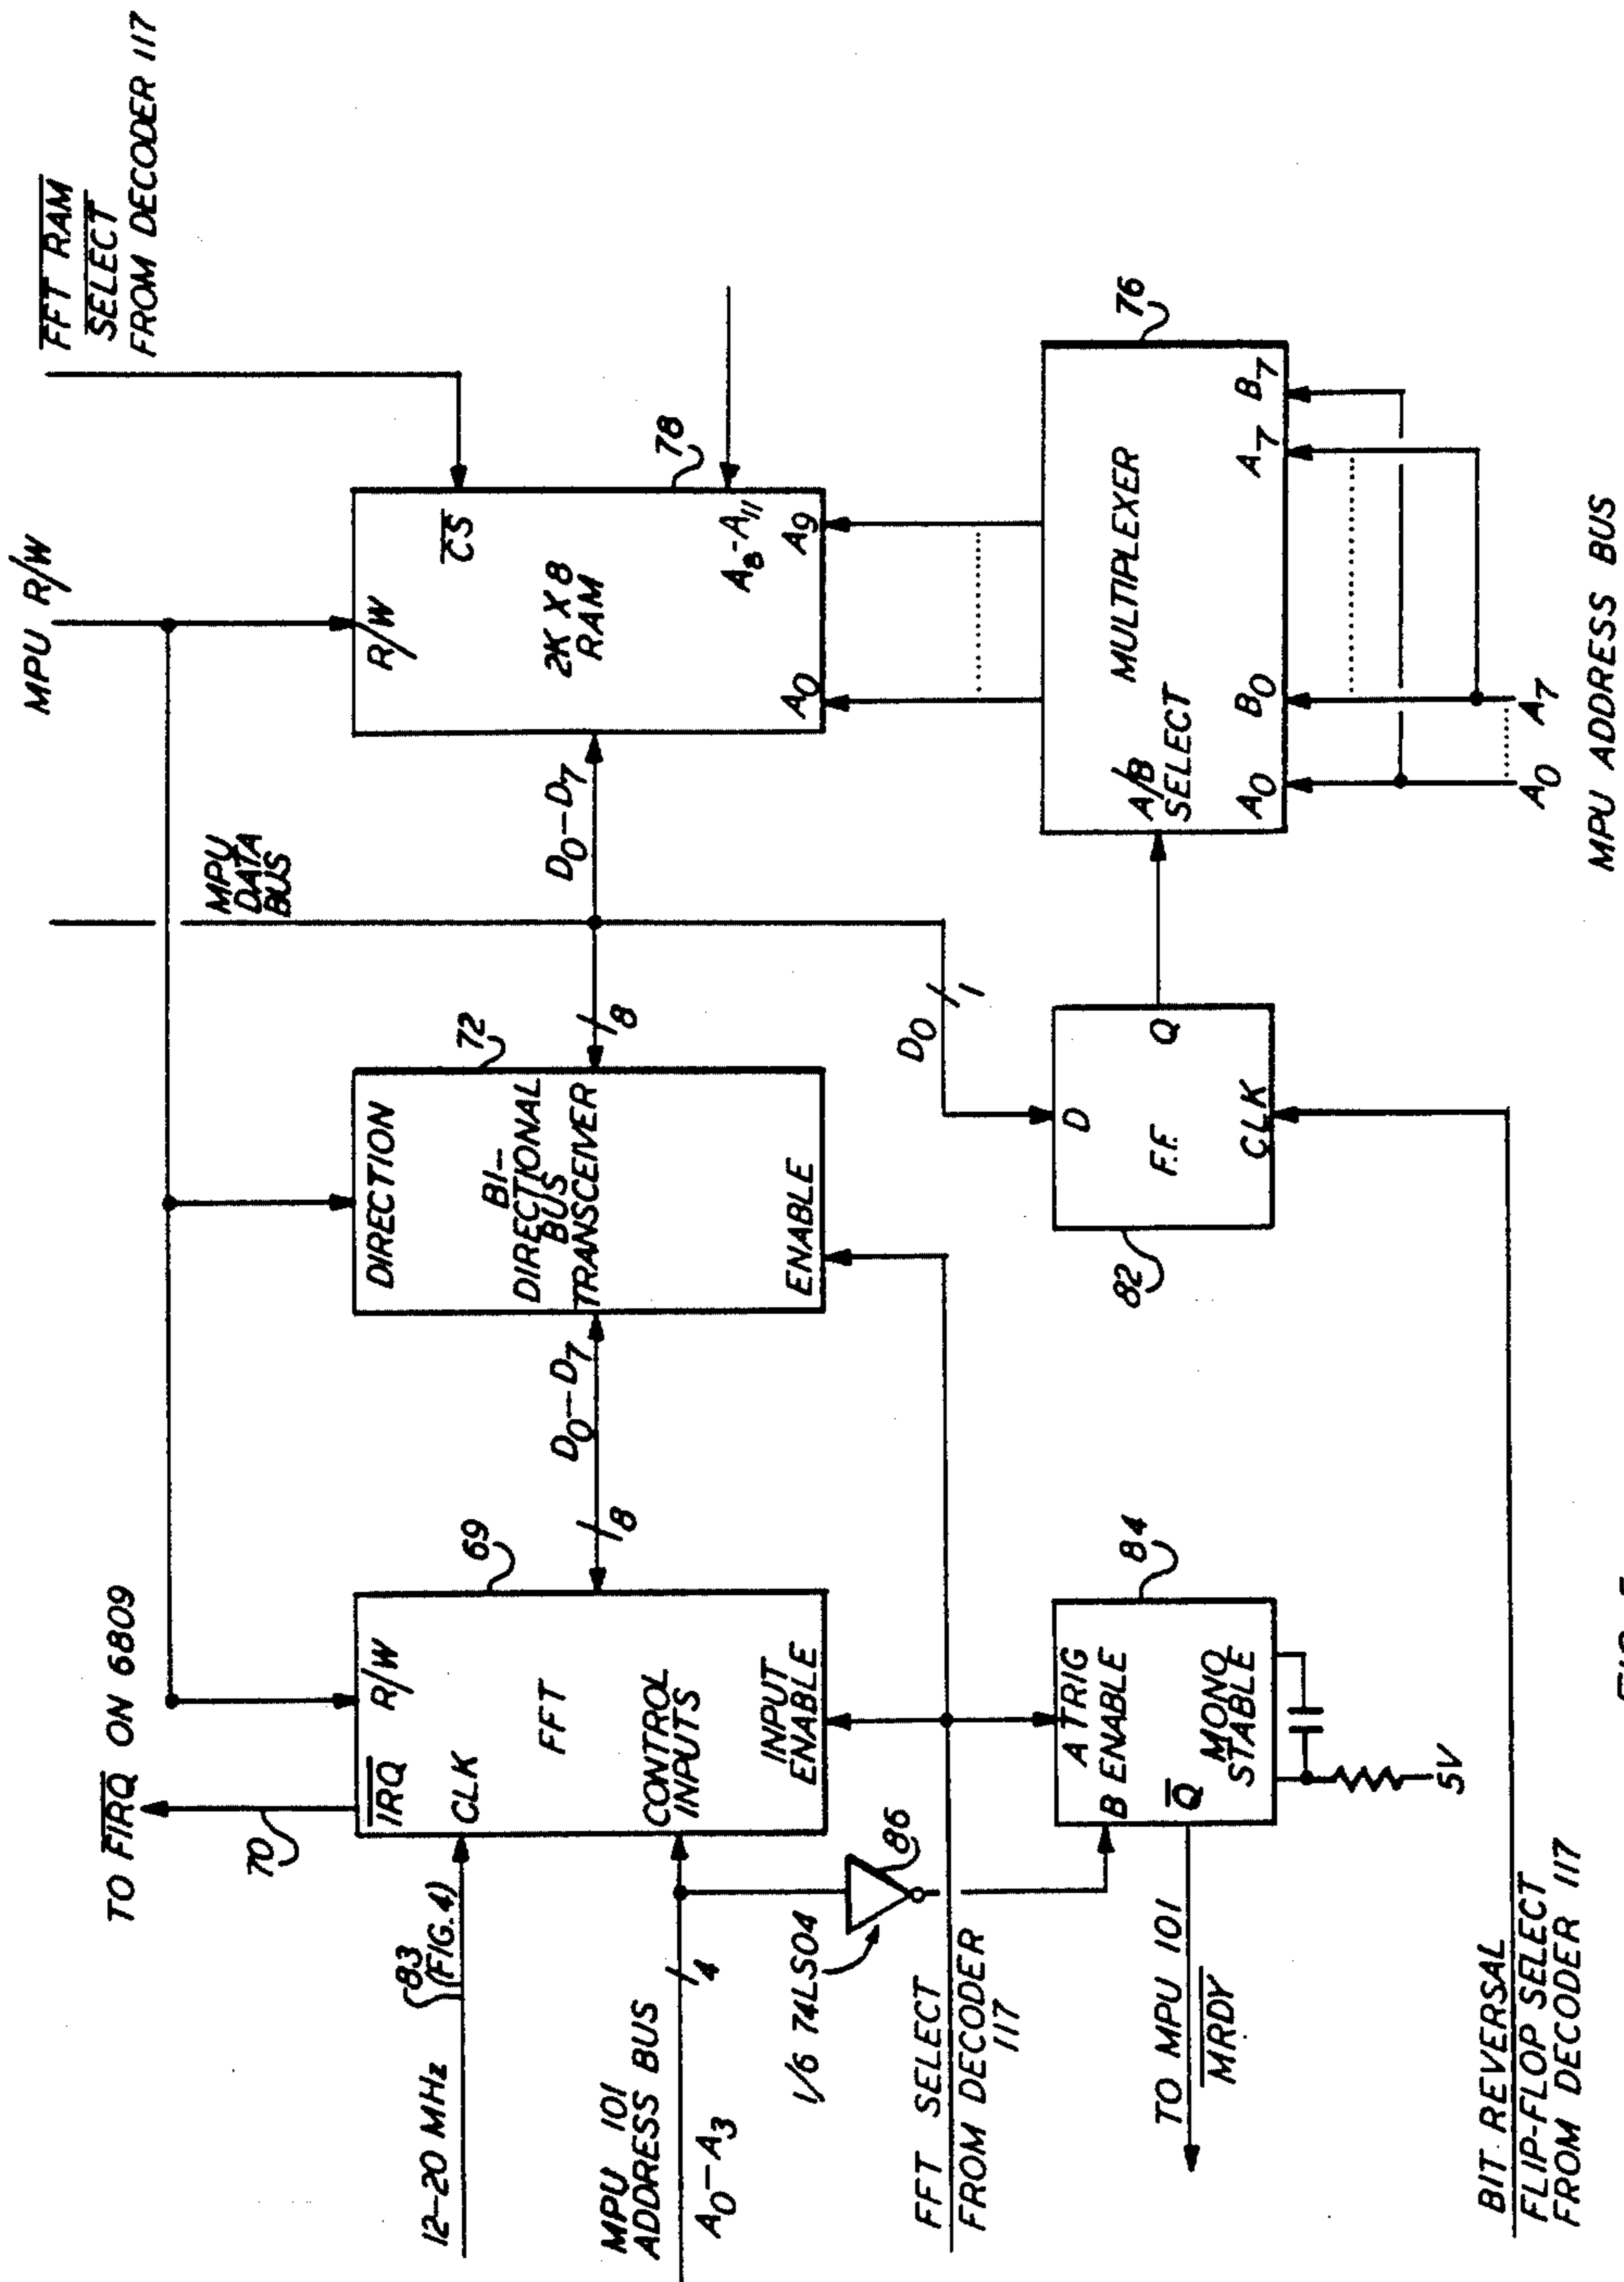 TO FIRQ ON 6809
MPU R/W
FFT RAM
SELECT
FROM DECODER 117
70
69
72
MPU
DATA
BUS
78
12-20 MHz
83
(FIG. 4)
IRQ
R/W
CLK
FFT
CONTROL
INPUTS
INPUT
ENABLE
D0-D7
8
DIRECTION
BI-
DIRECTIONAL
BUS
TRANSCEIVER
ENABLE
8
D0-D7
R/W
CS
2K X 8
RAM
A8-A11
A0
A9
MPU 101
ADDRESS BUS
A0-A3
4
1/6 74LS04
86
FFT SELECT
FROM DECODER
117
84
A TRIG
B ENABLE
Q
MONO
STABLE
5V
TO MPU 101
MRDY
D0
1
82
D
F.F.
Q
CLK
76
MULTIPLEXER
A/B
SELECT
A0
B0
A7
B7
A0
A7
MPU ADDRESS BUS
BIT REVERSAL
FLIP-FLOP SELECT
FROM DECODER 117